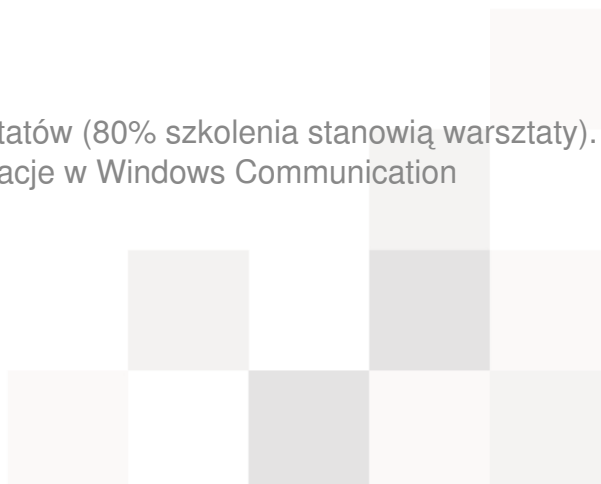 tatów (80% szkolenia stanowią warsztaty).
acje w Windows Communication